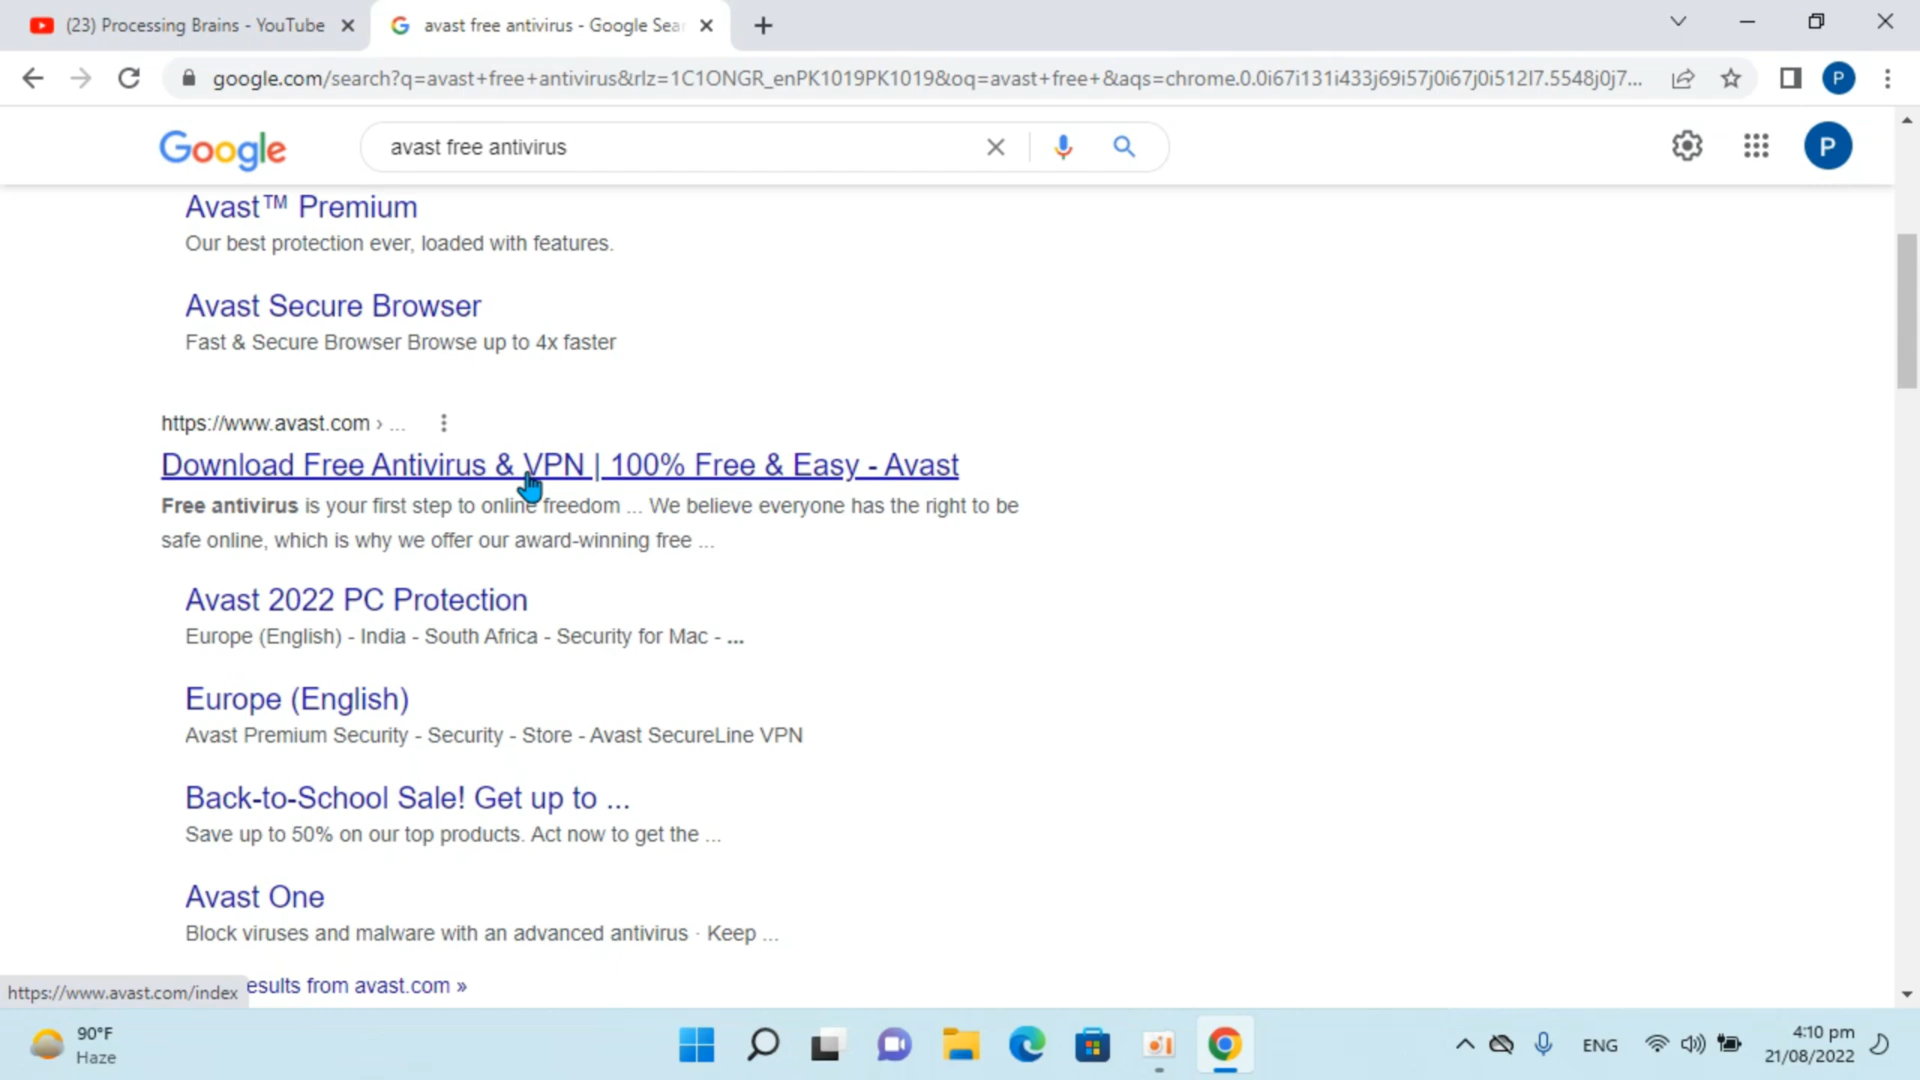 (23) Processing Brains - YouTube
avast free antivirus - Google Sear
google.com/search?q=avast+free+antivirus&rlz=1C1ONGR_enPK1019PK1019&oq=avast+free+&aqs=chrome.0.0i67i131i433j69i57j0i67j0i512l7.5548j0j7...
P
Google
avast free antivirus
P
Avast™ Premium
Our best protection ever, loaded with features.
Avast Secure Browser
Fast & Secure Browser Browse up to 4x faster
https://www.avast.com › ...
Download Free Antivirus & VPN | 100% Free & Easy - Avast
Free antivirus is your first step to online freedom ... We believe everyone has the right to be
safe online, which is why we offer our award-winning free ...
Avast 2022 PC Protection
Europe (English) - India - South Africa - Security for Mac - ...
Europe (English)
Avast Premium Security - Security - Store - Avast SecureLine VPN
Back-to-School Sale! Get up to ...
Save up to 50% on our top products. Act now to get the ...
Avast One
Block viruses and malware with an advanced antivirus · Keep ...
esults from avast.com »
https://www.avast.com/index
90°F
Haze
ENG
4:10 pm
21/08/2022